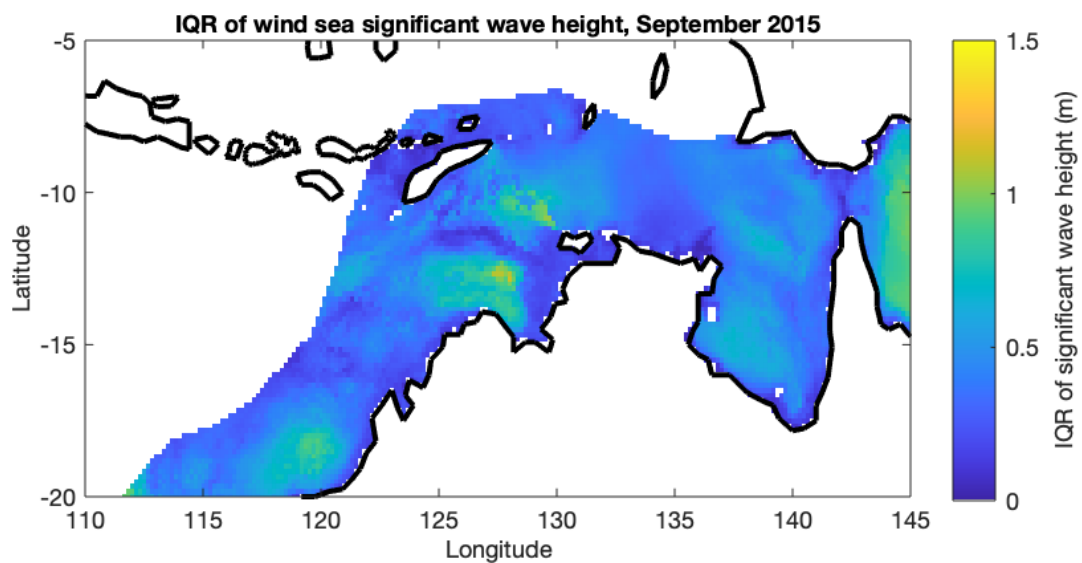 IQR of wind sea significant wave height, September 2015
-5
-10
-15
-20
Latitude
110 115 120 125 130 135 140 145
Longitude
1.5
1
0.5
0
IQR of significant wave height (m)